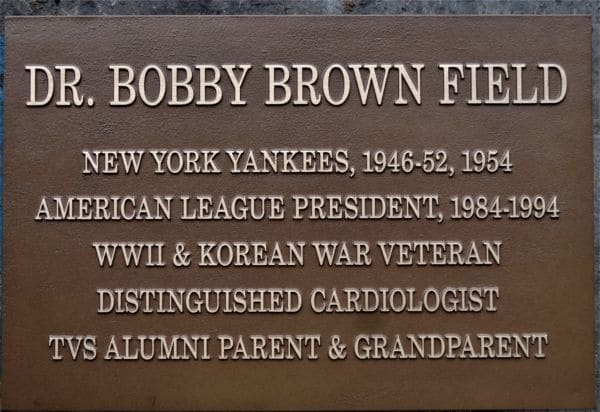 DR. BOBBY BROWN FIELD
NEW YORK YANKEES, 1946-52, 1954
AMERICAN LEAGUE PRESIDENT, 1984-1994
WWII & KOREAN WAR VETERAN
DISTINGUISHED CARDIOLOGIST
TVS ALUMNI PARENT & GRANDPARENT